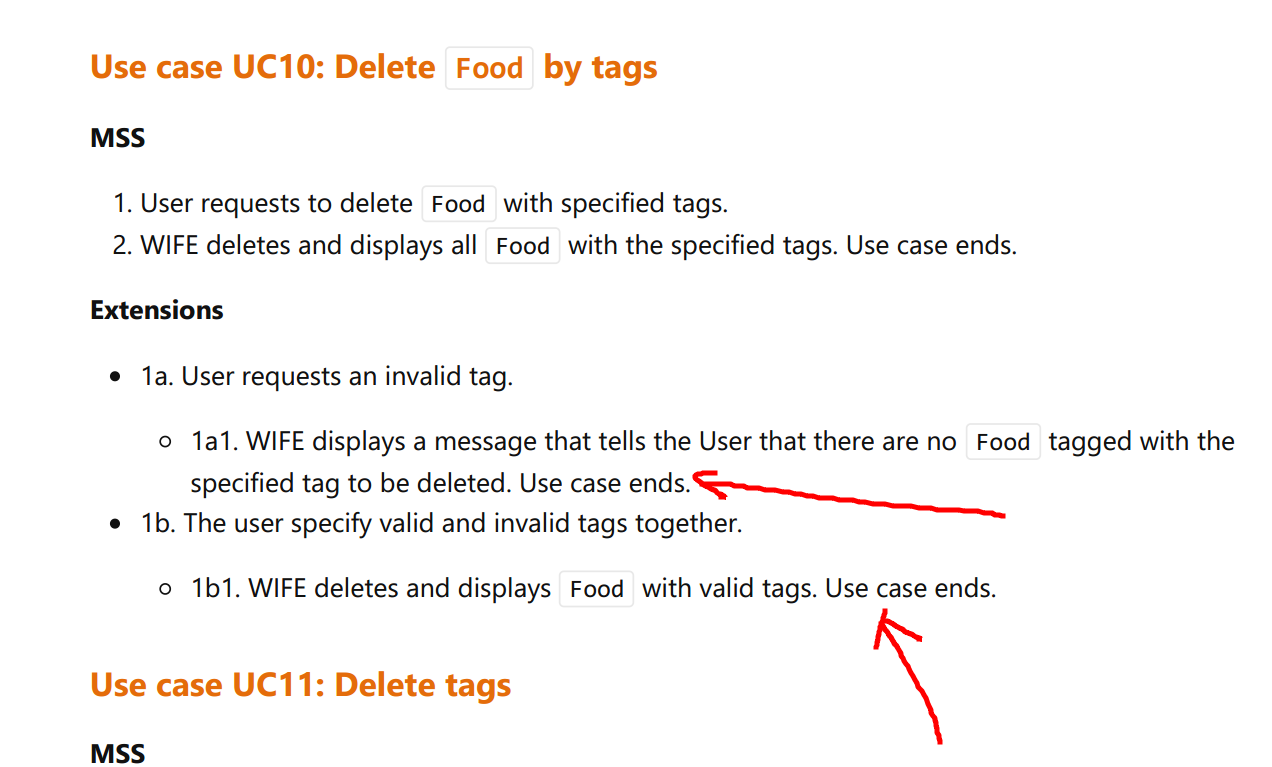 Use case UC10: Delete Food by tags
MSS
1. User requests to delete Food with specified tags.
2. WIFE deletes and displays all Food with the specified tags. Use case ends.
Extensions
1a. User requests an invalid tag.
1a1. WIFE displays a message that tells the User that there are no Food tagged with the
specified tag to be deleted. Use case ends.
1b. The user specify valid and invalid tags together.
1b1. WIFE deletes and displays Food with valid tags. Use case ends.
Use case UC11: Delete tags
MSS